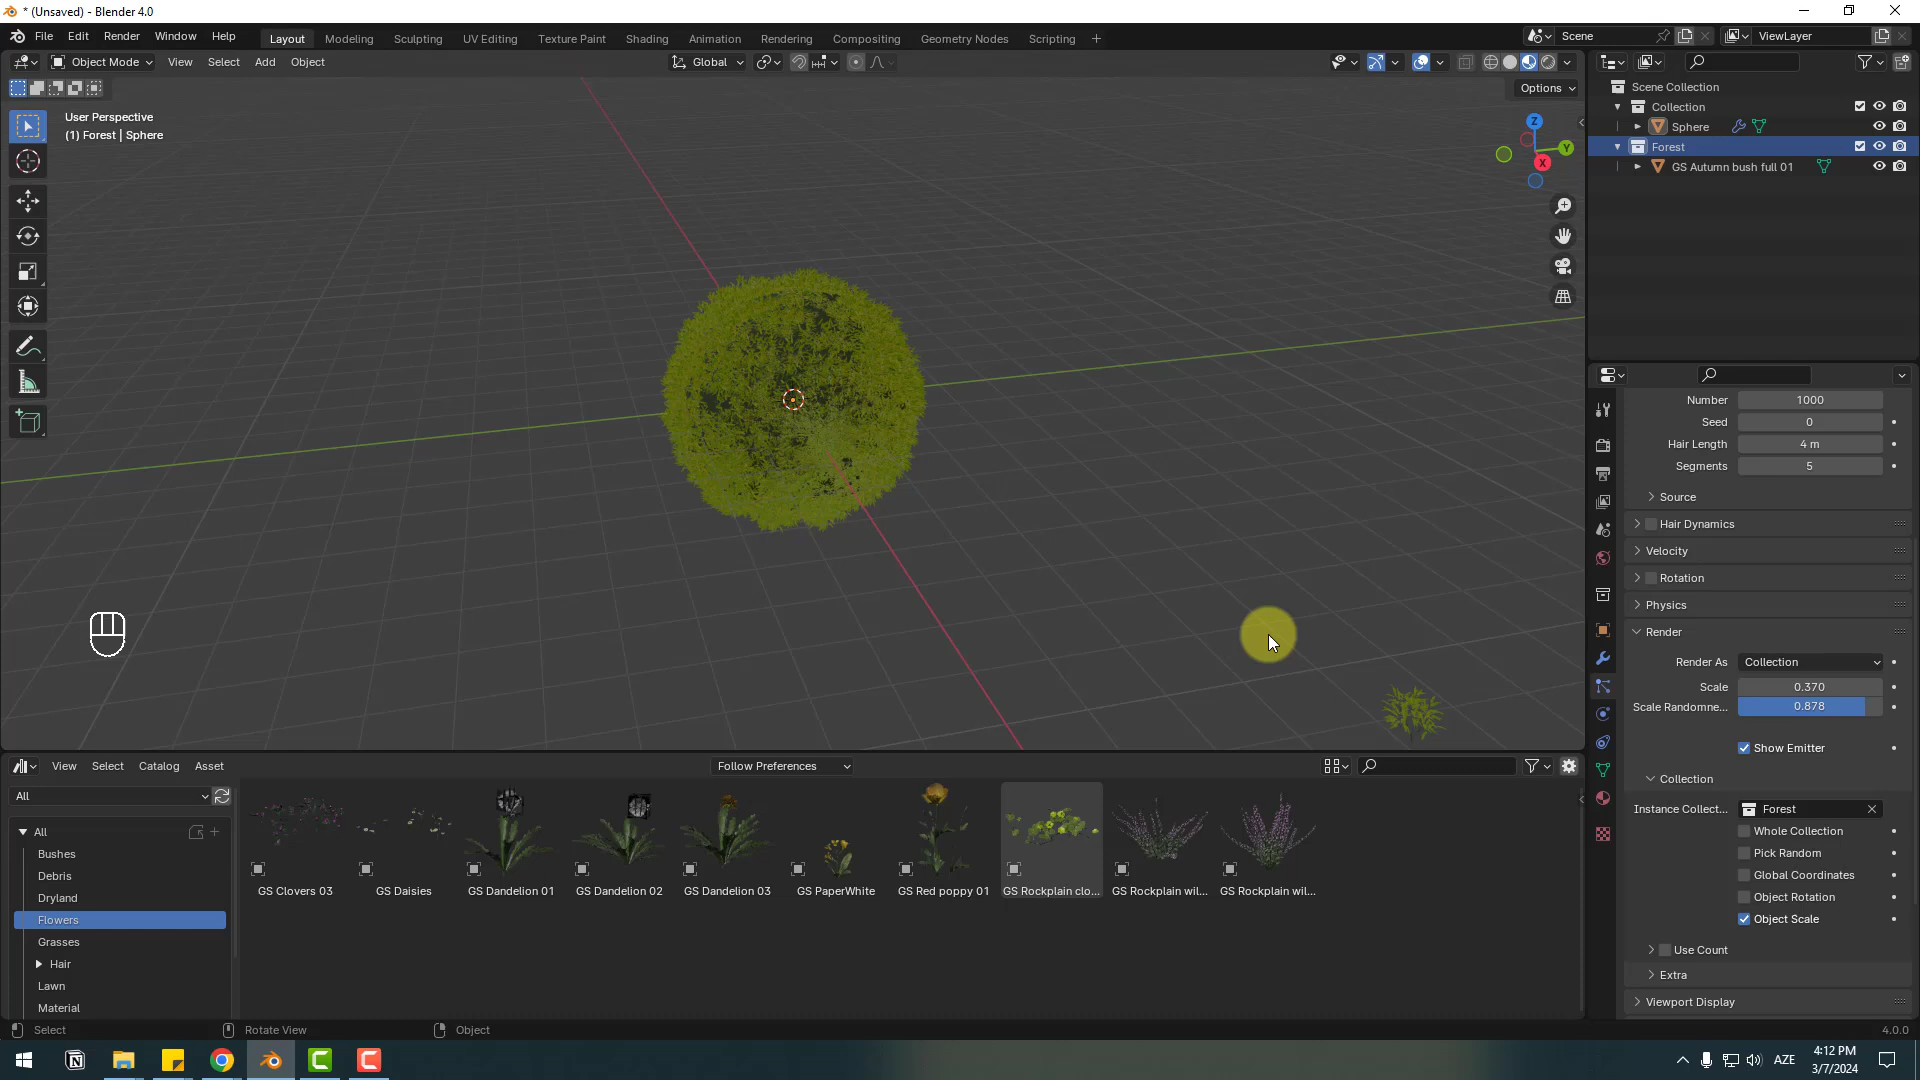 * (Unsaved) - Blender 4.0
File Edit Render Window Help
Layout Modeling Sculpting UV Editing Texture Paint Shading Animation Rendering Compositing Geometry Nodes Scripting +
Scene
ViewLayer
Object Mode View Select Add Object
Global
Options
User Perspective
(1) Forest | Sphere
Z
Y
X
Scene Collection
Collection
Sphere
Forest
GS Autumn bush full 01
Number 1000
Seed 0
Hair Length 4 m
Segments 5
Source
Hair Dynamics
Velocity
Rotation
Physics
Render
Render As Collection
Scale 0.370
Scale Randomne... 0.878
Show Emitter
Collection
Instance Collect... Forest
Whole Collection
Pick Random
Global Coordinates
Object Rotation
Object Scale
Use Count
Extra
Viewport Display
View Select Catalog Asset
Follow Preferences
All
All
Bushes
Debris
Dryland
Flowers
Grasses
Hair
Lawn
Material
GS Clovers 03
GS Daisies
GS Dandelion 01
GS Dandelion 02
GS Dandelion 03
GS PaperWhite
GS Red poppy 01
GS Rockplain clo...
GS Rockplain wil...
GS Rockplain wil...
Select
Rotate View
Object
4.0.0
AZE
4:12 PM
3/7/2024